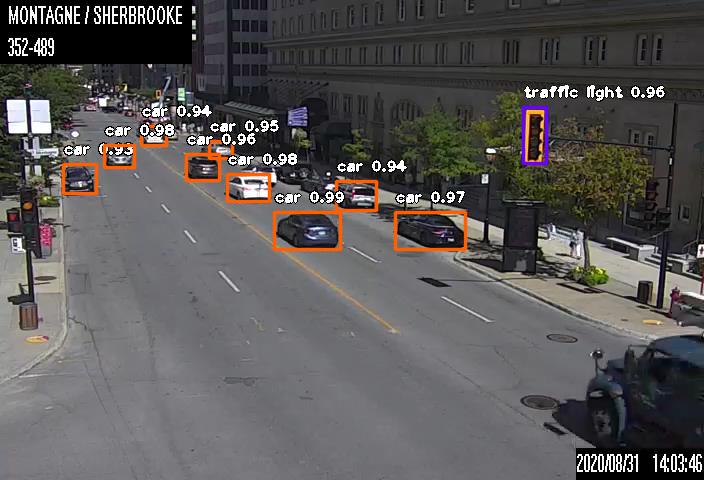 MONTAGNE / SHERBROOKE
352-489
traffic light 0.96
car 0.94
car 0.95
car 0.98
car 0.96
car 0.93
car 0.98
car 0.94
car 0.99
car 0.97
2020/08/31 14:03:46